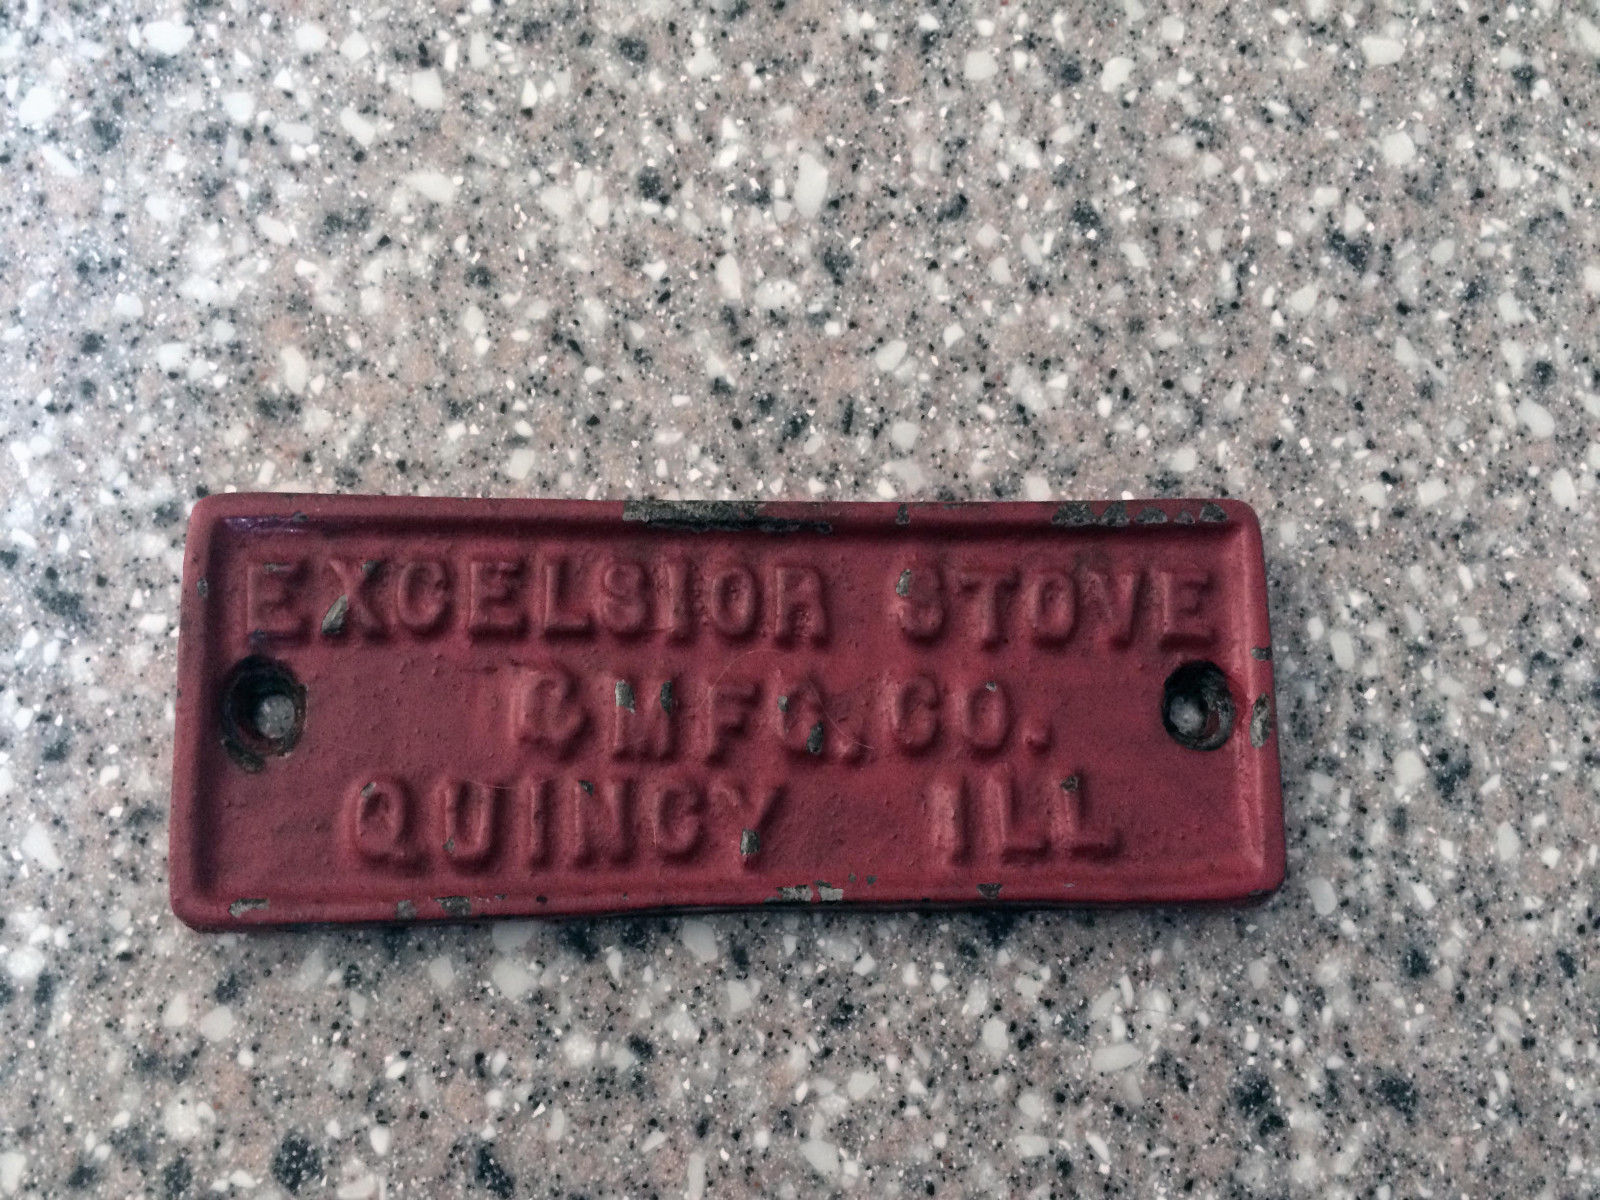 EXCELSIOR STOVE
& MFG. CO.
QUINCY ILL